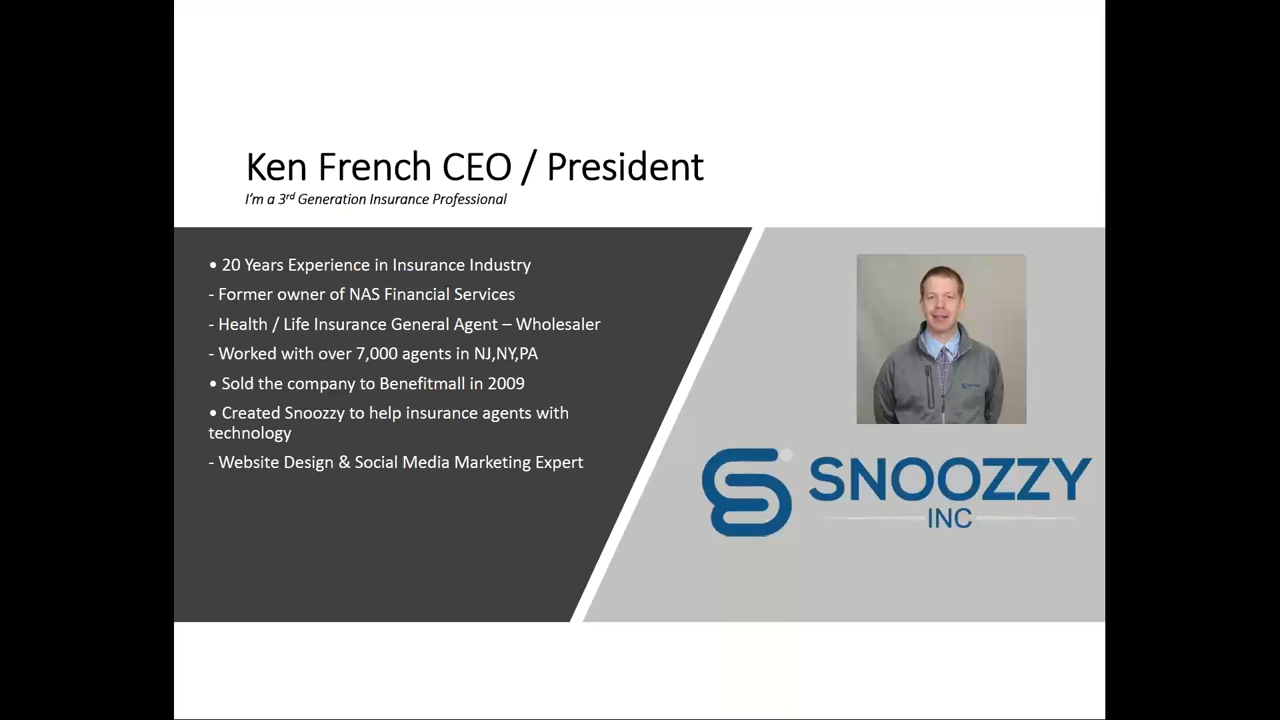 Ken French CEO / President
I'm a 3rd Generation Insurance Professional
• 20 Years Experience in Insurance Industry
- Former owner of NAS Financial Services
- Health / Life Insurance General Agent – Wholesaler
- Worked with over 7,000 agents in NJ,NY,PA
• Sold the company to Benefitmall in 2009
• Created Snoozzy to help insurance agents with
technology
- Website Design & Social Media Marketing Expert
SNOOZZY
INC